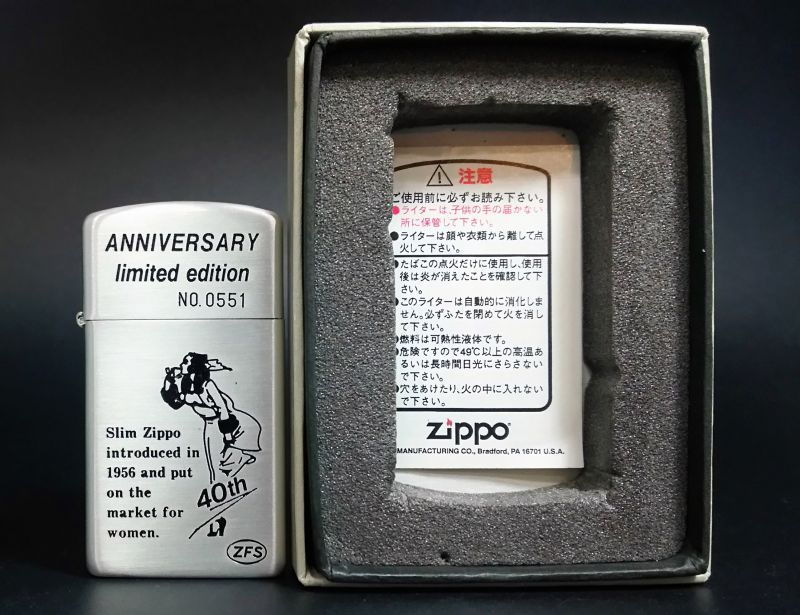 ANNIVERSARY
limited edition
NO.0551
Slim Zippo
introduced in
1956 and put
on the
market for
women.
40th
ZFS
注意
ご使用前に必ずお読み下さい。
●ライターは、子供の手の届かない
所に保管して下さい。
●ライターは顔や衣類から離して点
火して下さい。
●たばこの点火だけに使用し、使用
後は炎が消えたことを確認して下
さい。
●このライターは自動的に消化しま
せん。必ずふたを閉めて火を消し
て下さい。
●燃料は可熱性液体です。
●危険ですので49℃以上の高温あ
るいは長時間日光にさらさない
で下さい。
●穴をあけたり、火の中に入れない
で下さい。
Zippo
MANUFACTURING CO., Bradford, PA 16701 U.S.A.